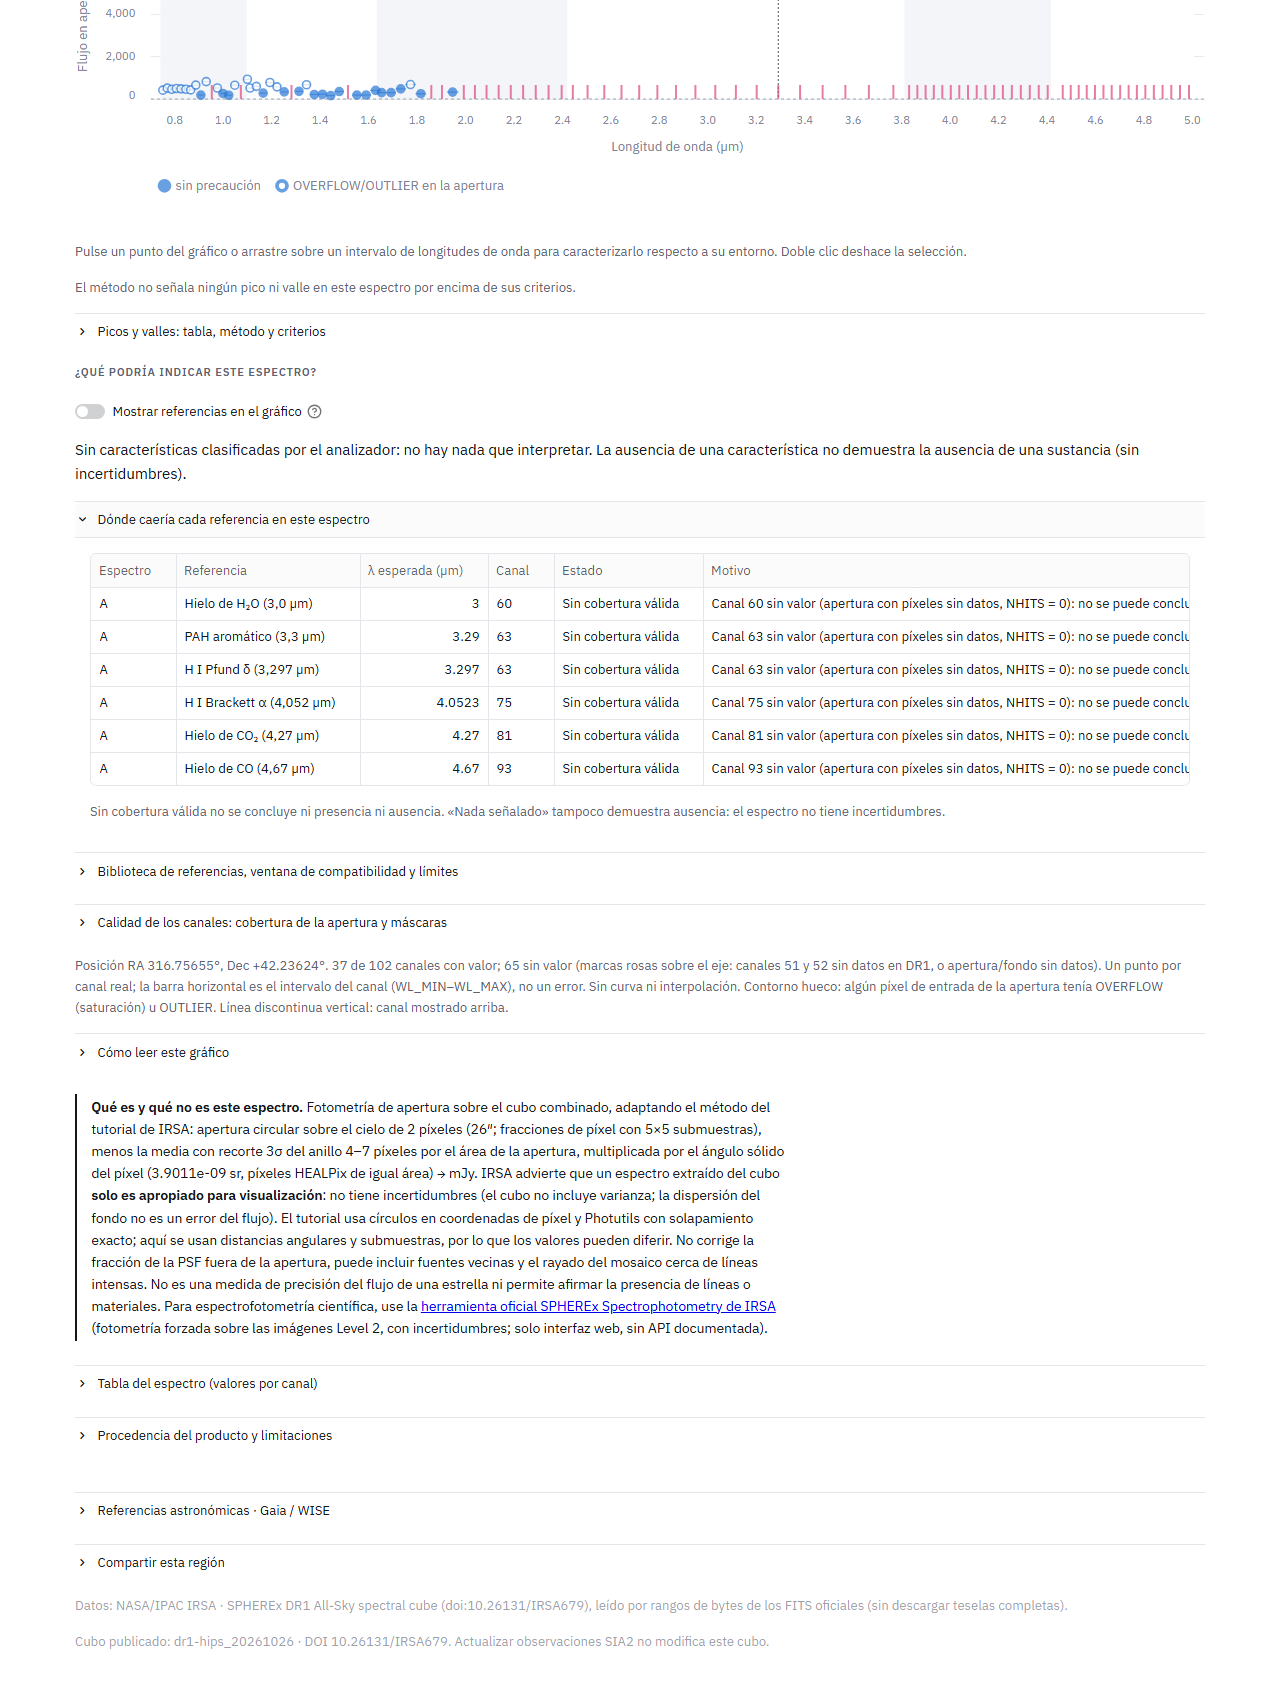 Flujo en ape
4,000
2,000
0
0.8 1.0 1.2 1.4 1.6 1.8 2.0 2.2 2.4 2.6 2.8 3.0 3.2 3.4 3.6 3.8 4.0 4.2 4.4 4.6 4.8 5.0
Longitud de onda (µm)
sin precaución OVERFLOW/OUTLIER en la apertura
Pulse un punto del gráfico o arrastre sobre un intervalo de longitudes de onda para caracterizarlo respecto a su entorno. Doble clic deshace la selección.
El método no señala ningún pico ni valle en este espectro por encima de sus criterios.
Picos y valles: tabla, método y criterios
¿QUÉ PODRÍA INDICAR ESTE ESPECTRO?
Mostrar referencias en el gráfico ?
Sin características clasificadas por el analizador: no hay nada que interpretar. La ausencia de una característica no demuestra la ausencia de una sustancia (sin
incertidumbres).
Dónde caería cada referencia en este espectro
Espectro Referencia λ esperada (µm) Canal Estado Motivo
A Hielo de H₂O (3,0 µm) 3 60 Sin cobertura válida Canal 60 sin valor (apertura con píxeles sin datos, NHITS = 0): no se puede conclu
A PAH aromático (3,3 µm) 3.29 63 Sin cobertura válida Canal 63 sin valor (apertura con píxeles sin datos, NHITS = 0): no se puede conclu
A H I Pfund δ (3,297 µm) 3.297 63 Sin cobertura válida Canal 63 sin valor (apertura con píxeles sin datos, NHITS = 0): no se puede conclu
A H I Brackett α (4,052 µm) 4.0523 75 Sin cobertura válida Canal 75 sin valor (apertura con píxeles sin datos, NHITS = 0): no se puede conclu
A Hielo de CO₂ (4,27 µm) 4.27 81 Sin cobertura válida Canal 81 sin valor (apertura con píxeles sin datos, NHITS = 0): no se puede conclu
A Hielo de CO (4,67 µm) 4.67 93 Sin cobertura válida Canal 93 sin valor (apertura con píxeles sin datos, NHITS = 0): no se puede conclu
Sin cobertura válida no se concluye ni presencia ni ausencia. «Nada señalado» tampoco demuestra ausencia: el espectro no tiene incertidumbres.
Biblioteca de referencias, ventana de compatibilidad y límites
Calidad de los canales: cobertura de la apertura y máscaras
Posición RA 316.75655°, Dec +42.23624°. 37 de 102 canales con valor; 65 sin valor (marcas rosas sobre el eje: canales 51 y 52 sin datos en DR1, o apertura/fondo sin datos). Un punto por
canal real; la barra horizontal es el intervalo del canal (WL_MIN–WL_MAX), no un error. Sin curva ni interpolación. Contorno hueco: algún píxel de entrada de la apertura tenía OVERFLOW
(saturación) u OUTLIER. Línea discontinua vertical: canal mostrado arriba.
Cómo leer este gráfico
Qué es y qué no es este espectro. Fotometría de apertura sobre el cubo combinado, adaptando el método del
tutorial de IRSA: apertura circular sobre el cielo de 2 píxeles (26″; fracciones de píxel con 5×5 submuestras),
menos la media con recorte 3σ del anillo 4–7 píxeles por el área de la apertura, multiplicada por el ángulo sólido
del píxel (3.9011e-09 sr, píxeles HEALPix de igual área) → mJy. IRSA advierte que un espectro extraído del cubo
solo es apropiado para visualización: no tiene incertidumbres (el cubo no incluye varianza; la dispersión del
fondo no es un error del flujo). El tutorial usa círculos en coordenadas de píxel y Photutils con solapamiento
exacto; aquí se usan distancias angulares y submuestras, por lo que los valores pueden diferir. No corrige la
fracción de la PSF fuera de la apertura, puede incluir fuentes vecinas y el rayado del mosaico cerca de líneas
intensas. No es una medida de precisión del flujo de una estrella ni permite afirmar la presencia de líneas o
materiales. Para espectrofotometría científica, use la herramienta oficial SPHEREx Spectrophotometry de IRSA
(fotometría forzada sobre las imágenes Level 2, con incertidumbres; solo interfaz web, sin API documentada).
Tabla del espectro (valores por canal)
Procedencia del producto y limitaciones
Referencias astronómicas · Gaia / WISE
Compartir esta región
Datos: NASA/IPAC IRSA · SPHEREx DR1 All-Sky spectral cube (doi:10.26131/IRSA679), leído por rangos de bytes de los FITS oficiales (sin descargar teselas completas).
Cubo publicado: dr1-hips_20261026 · DOI 10.26131/IRSA679. Actualizar observaciones SIA2 no modifica este cubo.